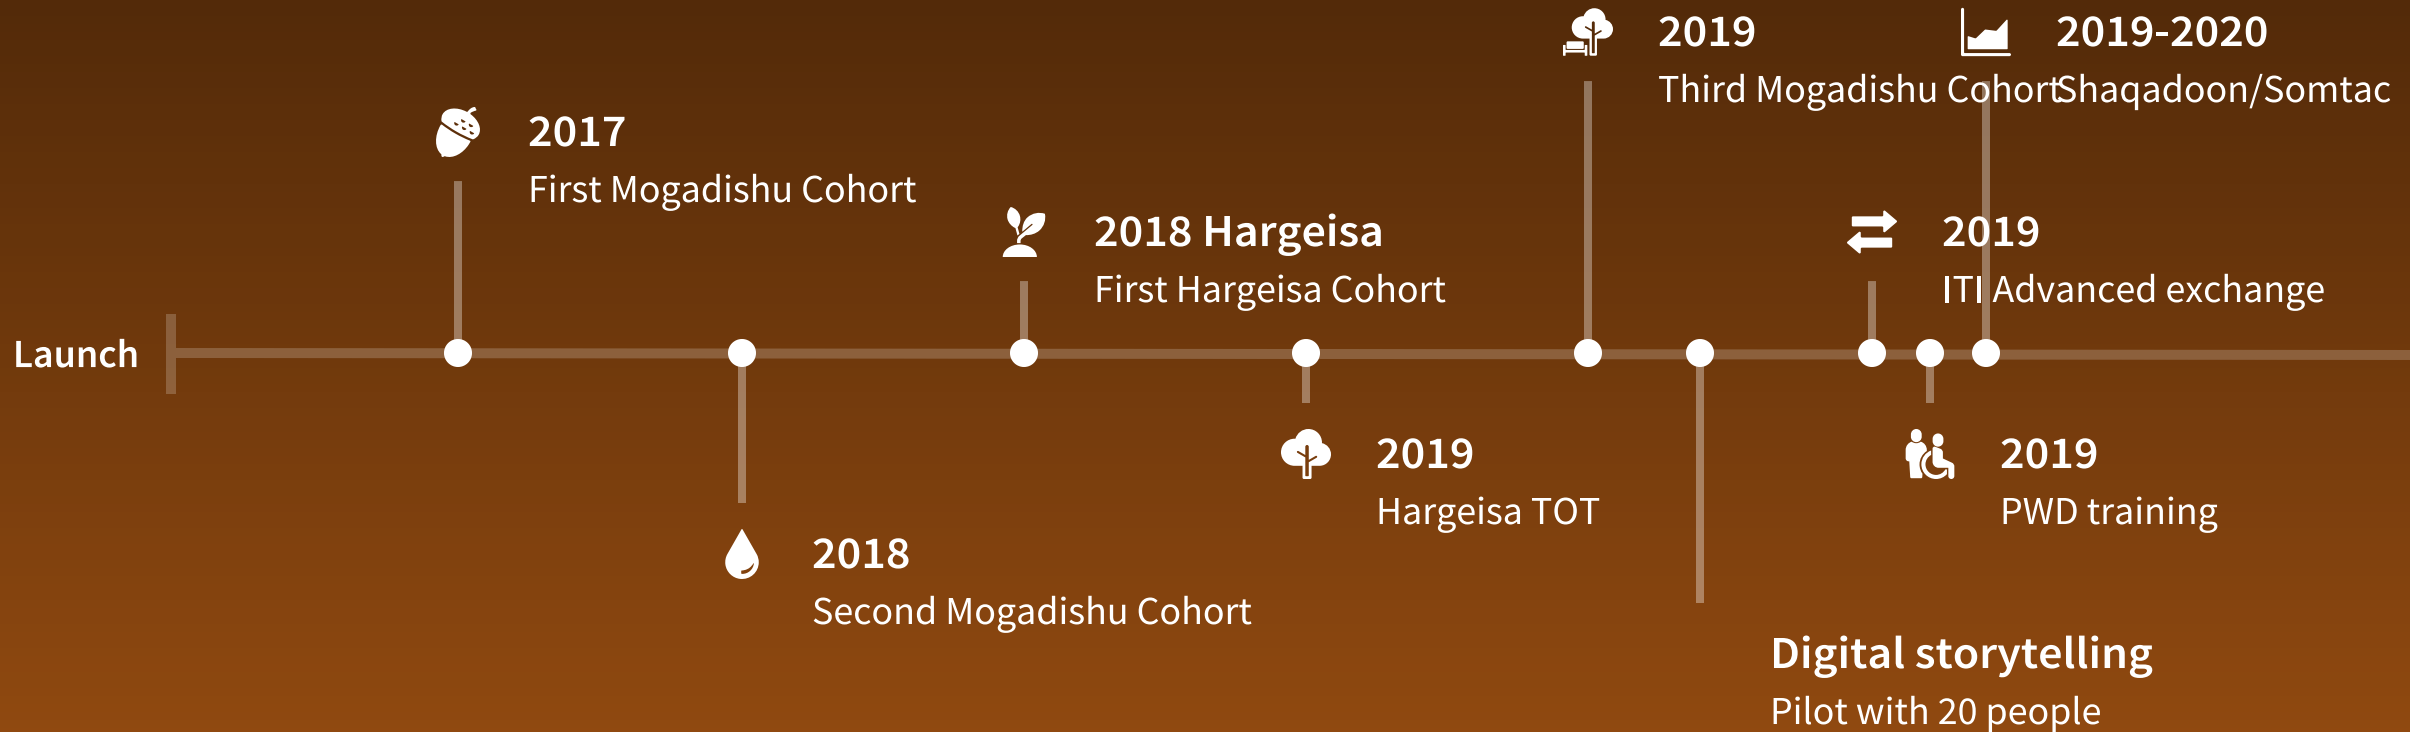 Launch
2017
First Mogadishu Cohort
2018
Second Mogadishu Cohort
2018 Hargeisa
First Hargeisa Cohort
2019
Hargeisa TOT
2019
Third Mogadishu Cohort
Digital storytelling
Pilot with 20 people
2019
ITI Advanced exchange
2019
PWD training
2019-2020
Shaqadoon/Somtac